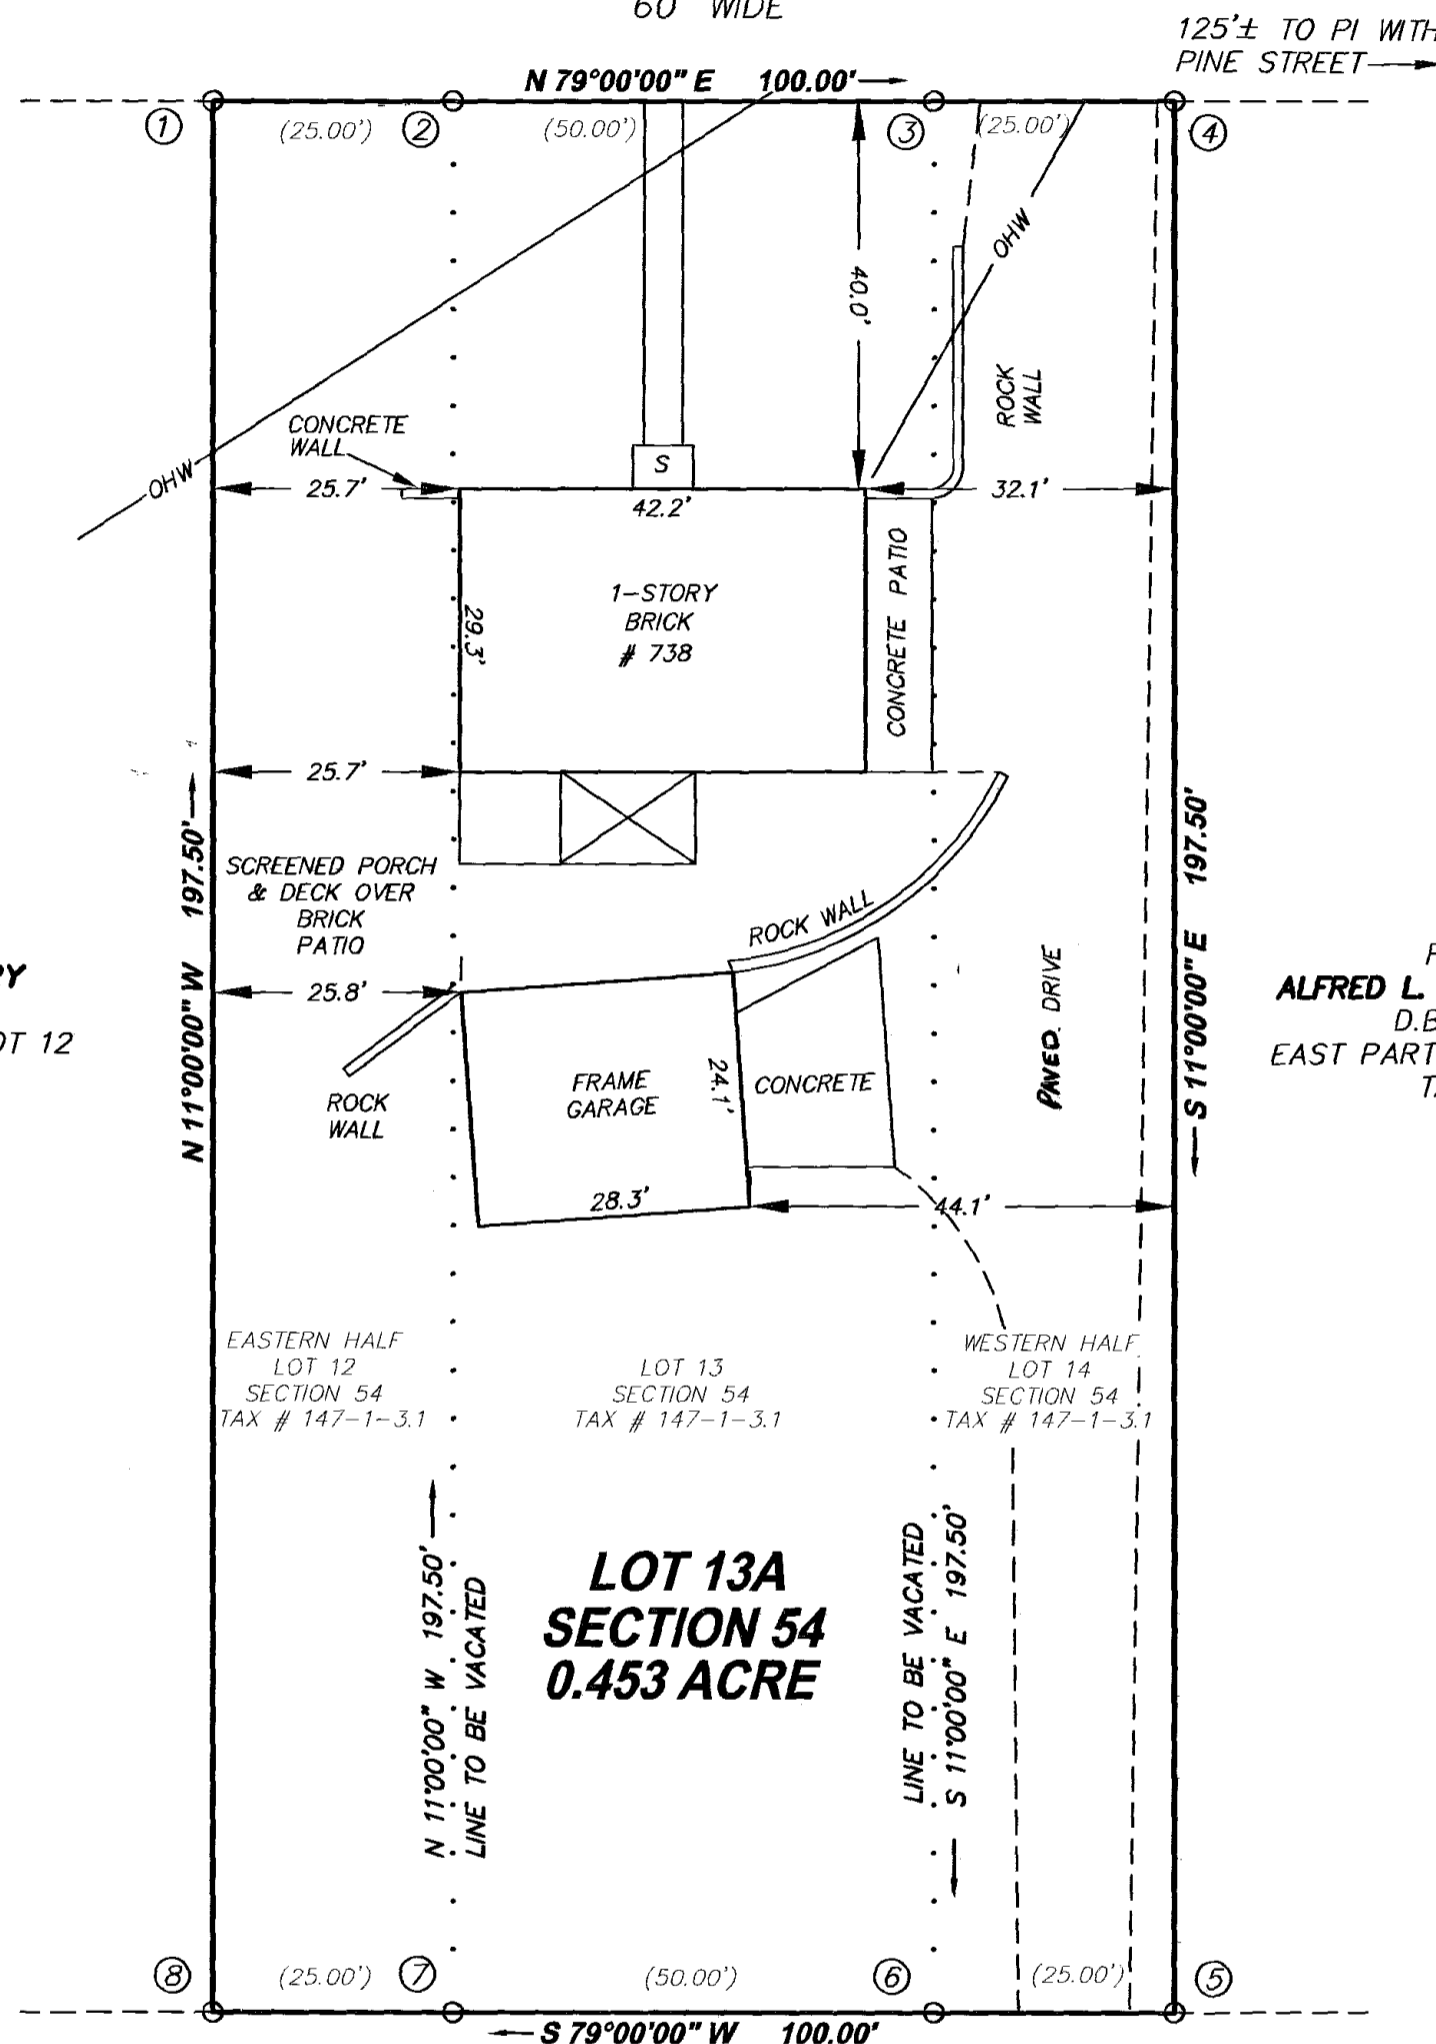 60' WIDE
125'± TO PI WITH
PINE STREET
N 79°00'00" E 100.00'
1
(25.00')
2
(50.00')
3
(25.00')
4
OHW
40.0'
ROCK
WALL
CONCRETE
WALL
OHW
S
25.7'
42.2'
32.1'
1-STORY
BRICK
# 738
29.3'
CONCRETE PATIO
25.7'
N 11°00'00" W 197.50'
S 11°00'00" E 197.50'
SCREENED PORCH
& DECK OVER
BRICK
PATIO
ROCK WALL
25.8'
OT 12
ALFRED L.
EAST PART
PAVED DRIVE
ROCK
WALL
FRAME
GARAGE
24.1'
CONCRETE
28.3'
44.1'
EASTERN HALF
LOT 12
SECTION 54
TAX # 147-1-3.1
LOT 13
SECTION 54
TAX # 147-1-3.1
WESTERN HALF
LOT 14
SECTION 54
TAX # 147-1-3.1
N 11°00'00" W 197.50'
LINE TO BE VACATED
LOT 13A
SECTION 54
0.453 ACRE
LINE TO BE VACATED
S 11°00'00" E 197.50'
8
(25.00')
7
(50.00')
6
(25.00')
5
S 79°00'00" W 100.00'